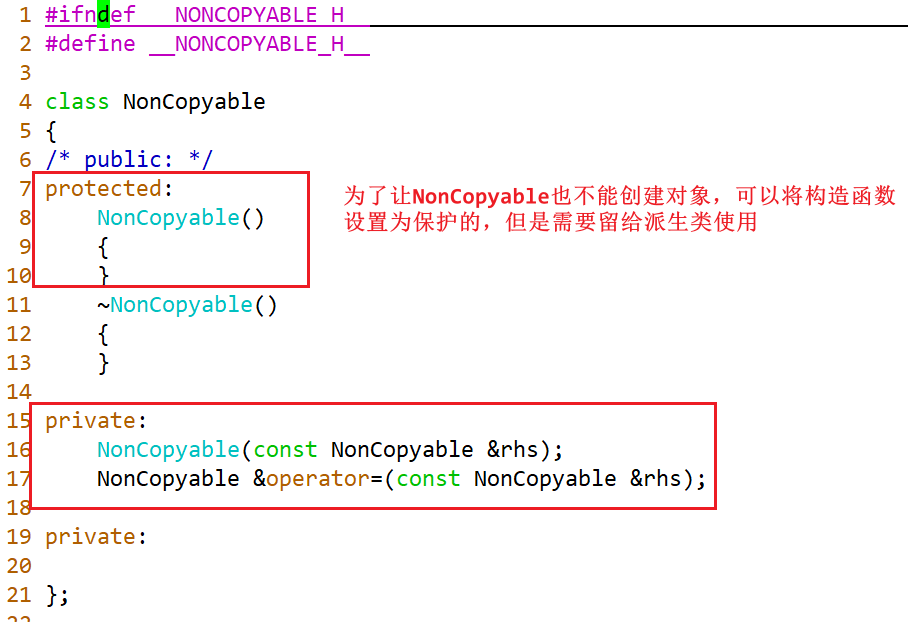 1 #ifndef __NONCOPYABLE_H__
2 #define __NONCOPYABLE_H__
3
4 class NonCopyable
5 {
6 /* public: */
7 protected:
为了让NonCopyable也不能创建对象，可以将构造函数
8 NonCopyable()
设置为保护的，但是需要留给派生类使用
9 {
10 }
11 ~NonCopyable()
12 {
13 }
14
15 private:
16 NonCopyable(const NonCopyable &rhs);
17 NonCopyable &operator=(const NonCopyable &rhs);
18
19 private:
20
21 };